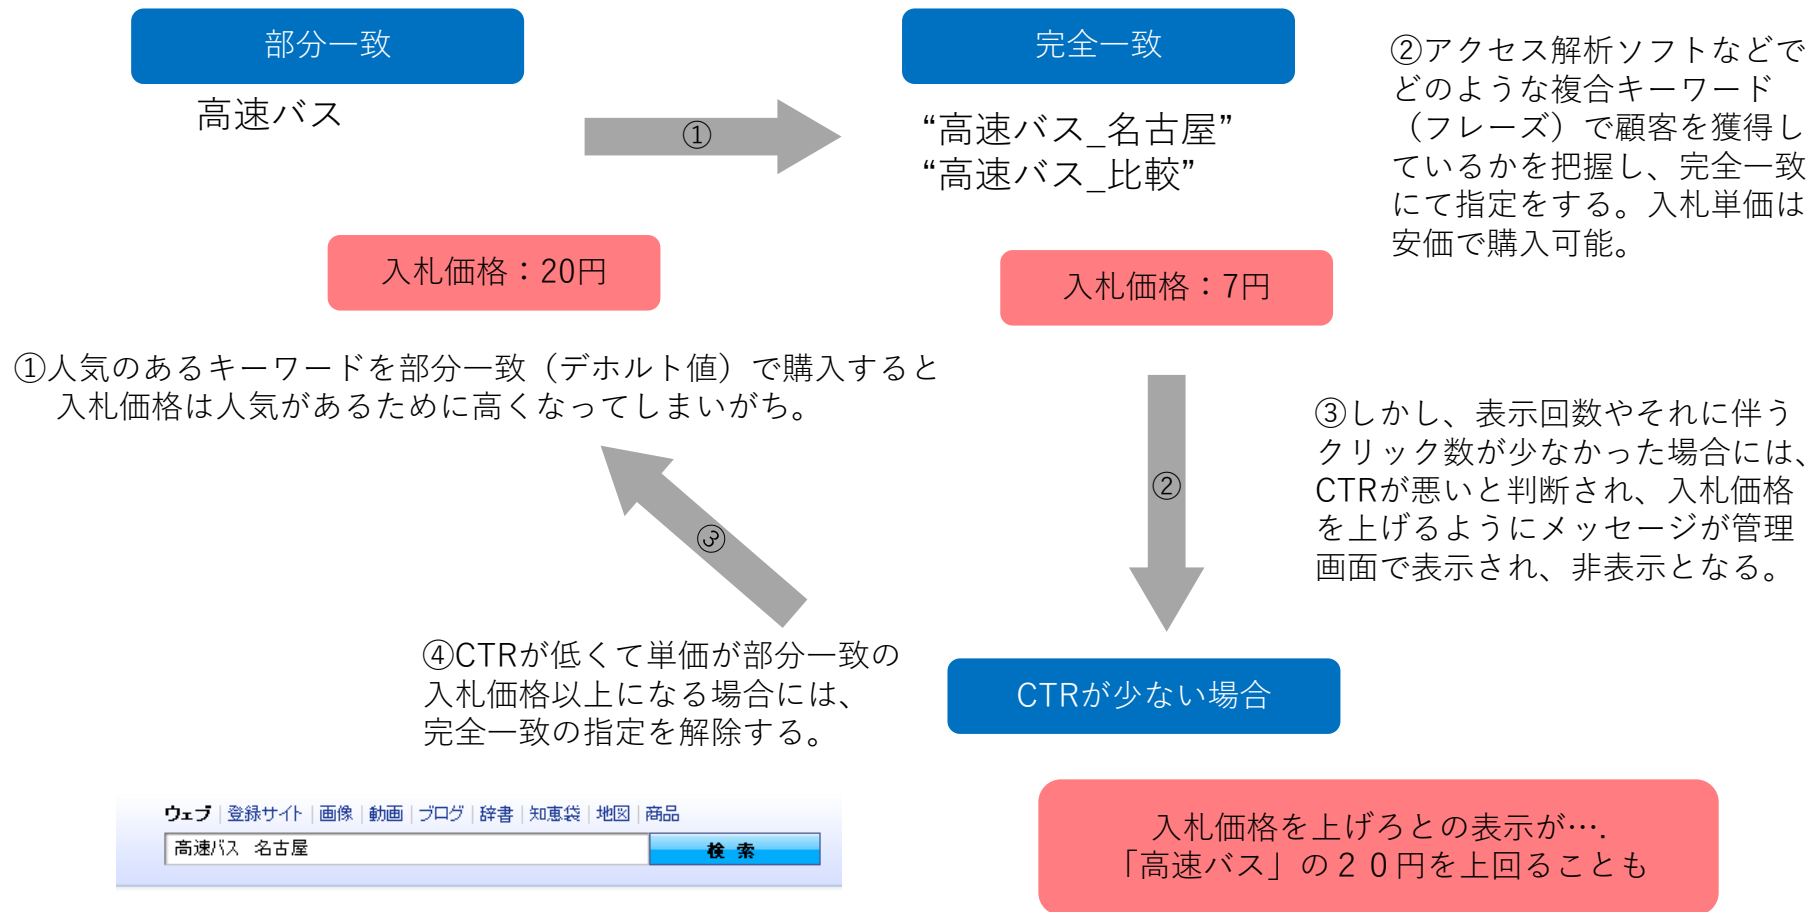 部分一致
高速バス
①
完全一致
“高速バス_名古屋”
“高速バス_比較”
②アクセス解析ソフトなどで
どのような複合キーワード
（フレーズ）で顧客を獲得し
ているかを把握し、完全一致
にて指定をする。入札単価は
安価で購入可能。
入札価格：20円
入札価格：7円
①人気のあるキーワードを部分一致（デホルト値）で購入すると
入札価格は人気があるために高くなってしまいがち。
②
③しかし、表示回数やそれに伴う
クリック数が少なかった場合には、
CTRが悪いと判断され、入札価格
を上げるようにメッセージが管理
画面で表示され、非表示となる。
③
④CTRが低くて単価が部分一致の
入札価格以上になる場合には、
完全一致の指定を解除する。
CTRが少ない場合
入札価格を上げろとの表示が….
「高速バス」の２０円を上回ることも
ウェブ|登録サイト|画像|動画|ブログ|辞書|知恵袋|地図|商品
高速バス 名古屋
検索